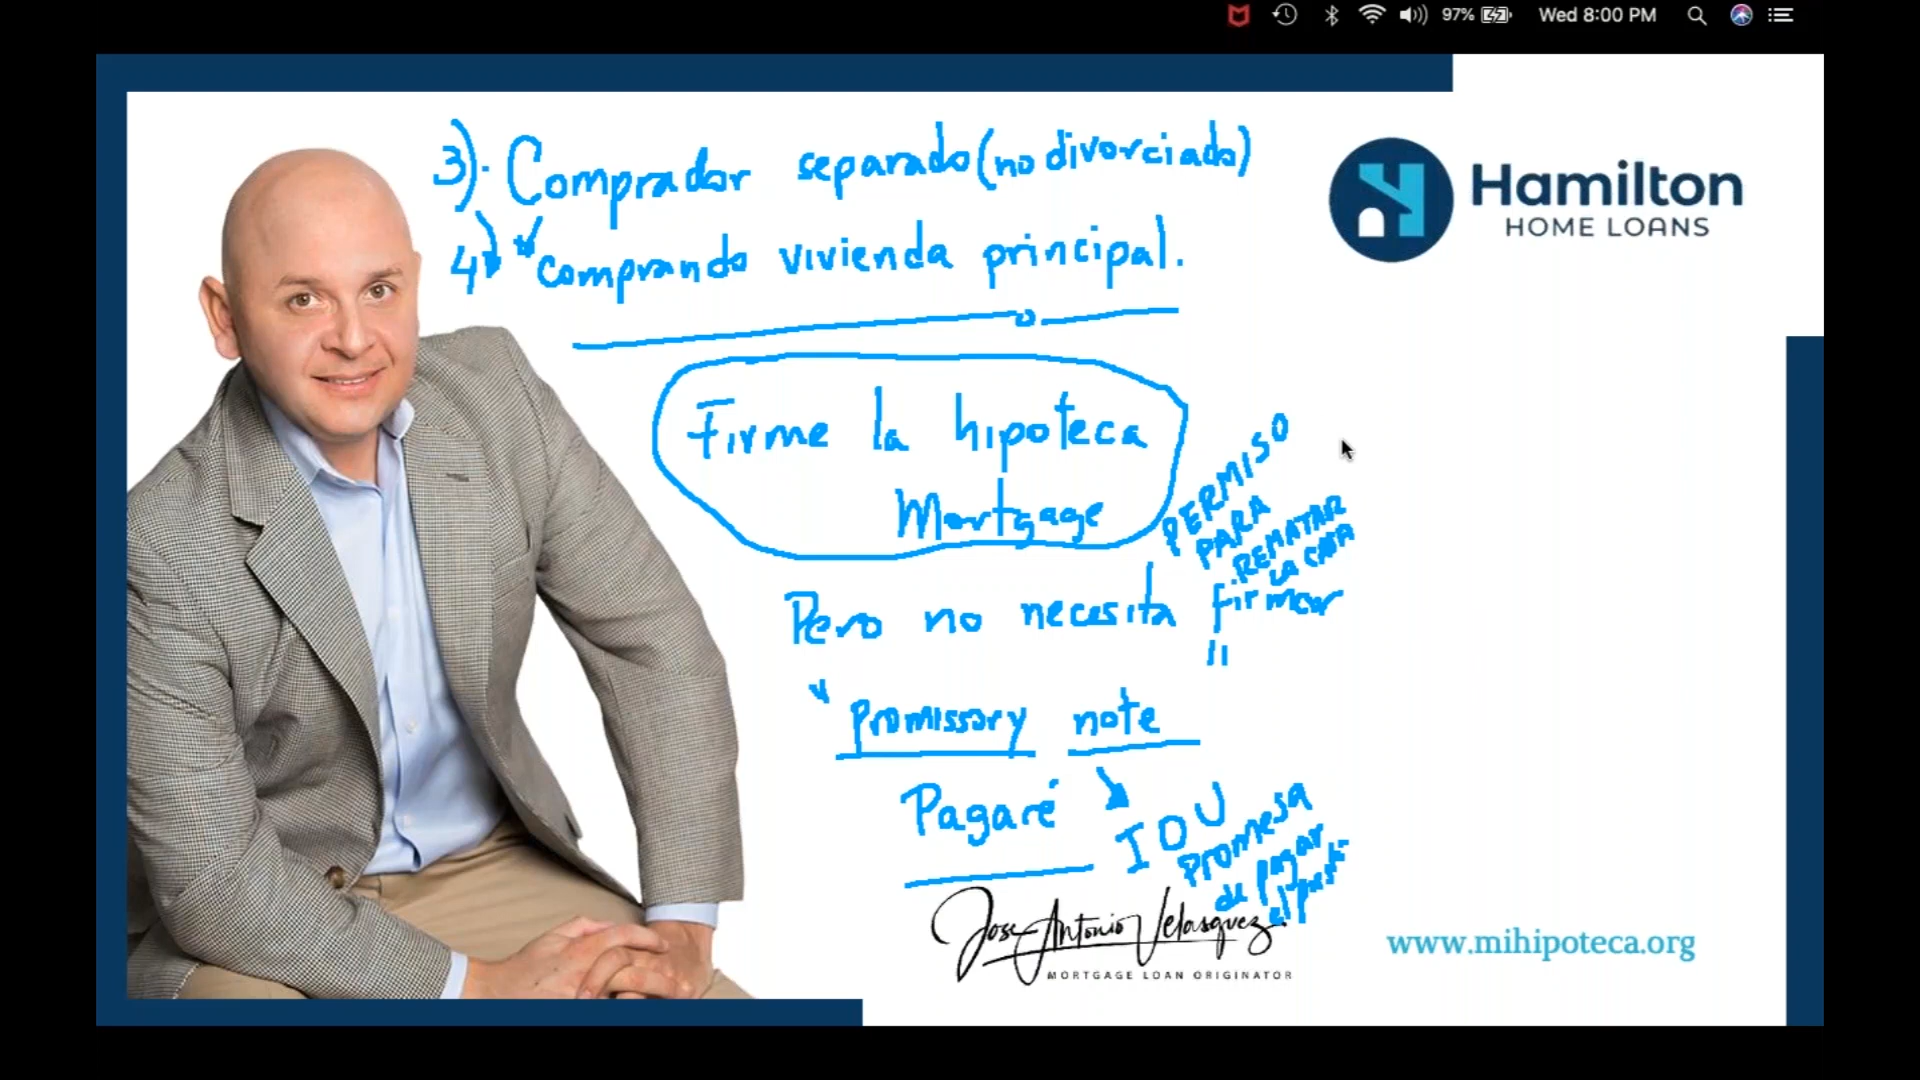 97% Wed 8:00 PM
3). Comprador separado (no divorciado)
4) comprando vivienda principal.
Hamilton
HOME LOANS
Firme la hipoteca
Mortgage
PERMISO
PARA
REMATAR
LA CASA
Pero no necesita firmar
"
Promissory note
Pagaré
IOU
Promesa
de pagar
el
Jose Antonio Velasquez
MORTGAGE LOAN ORIGINATOR
www.mihipoteca.org